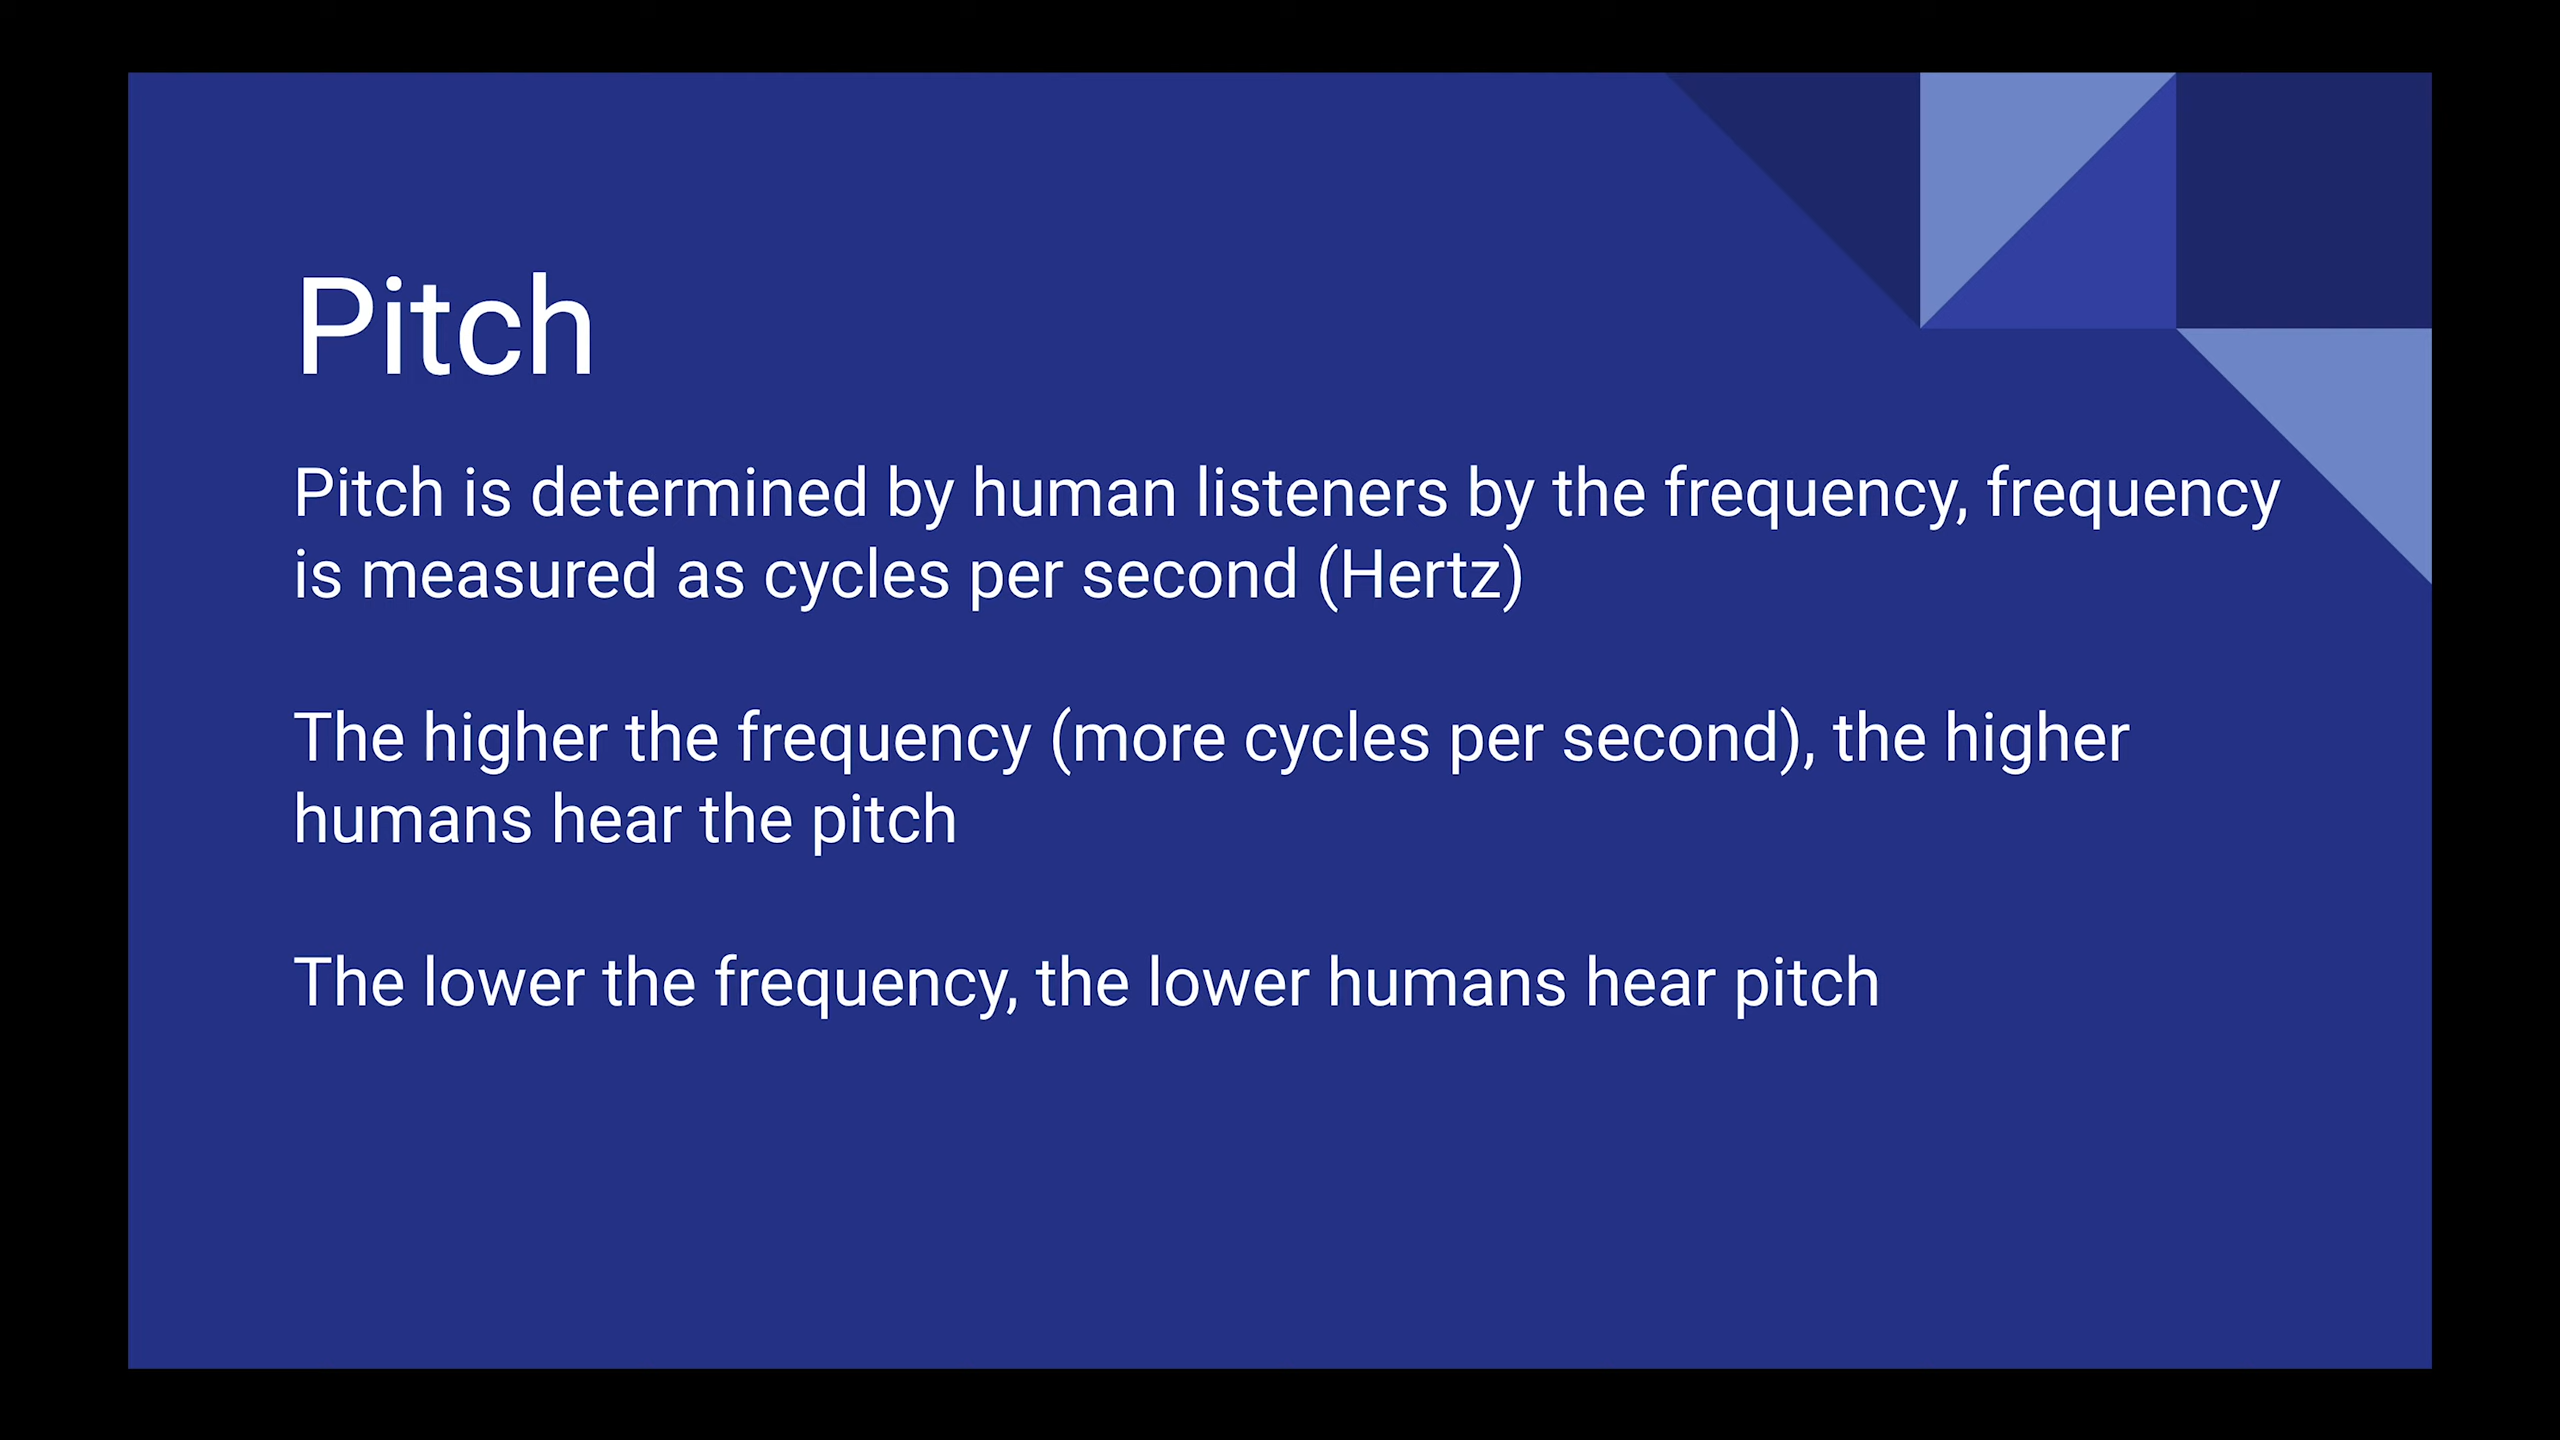 Pitch
Pitch is determined by human listeners by the frequency, frequency
is measured as cycles per second (Hertz)
The higher the frequency (more cycles per second), the higher
humans hear the pitch
The lower the frequency, the lower humans hear pitch